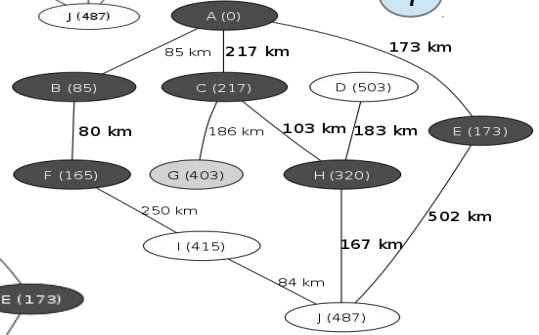 J (487)
A (0)
85 km
217 km
173 km
B (85)
C (217)
D (503)
80 km
186 km
103 km
183 km
E (173)
F (165)
G (403)
H (320)
250 km
502 km
I (415)
167 km
84 km
E (173)
J (487)